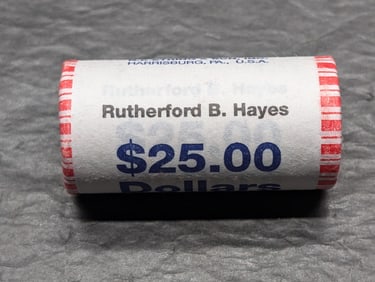 HARRISBURG, PA., U.S.A.
Rutherford B. Hayes
$25.00
Dollars